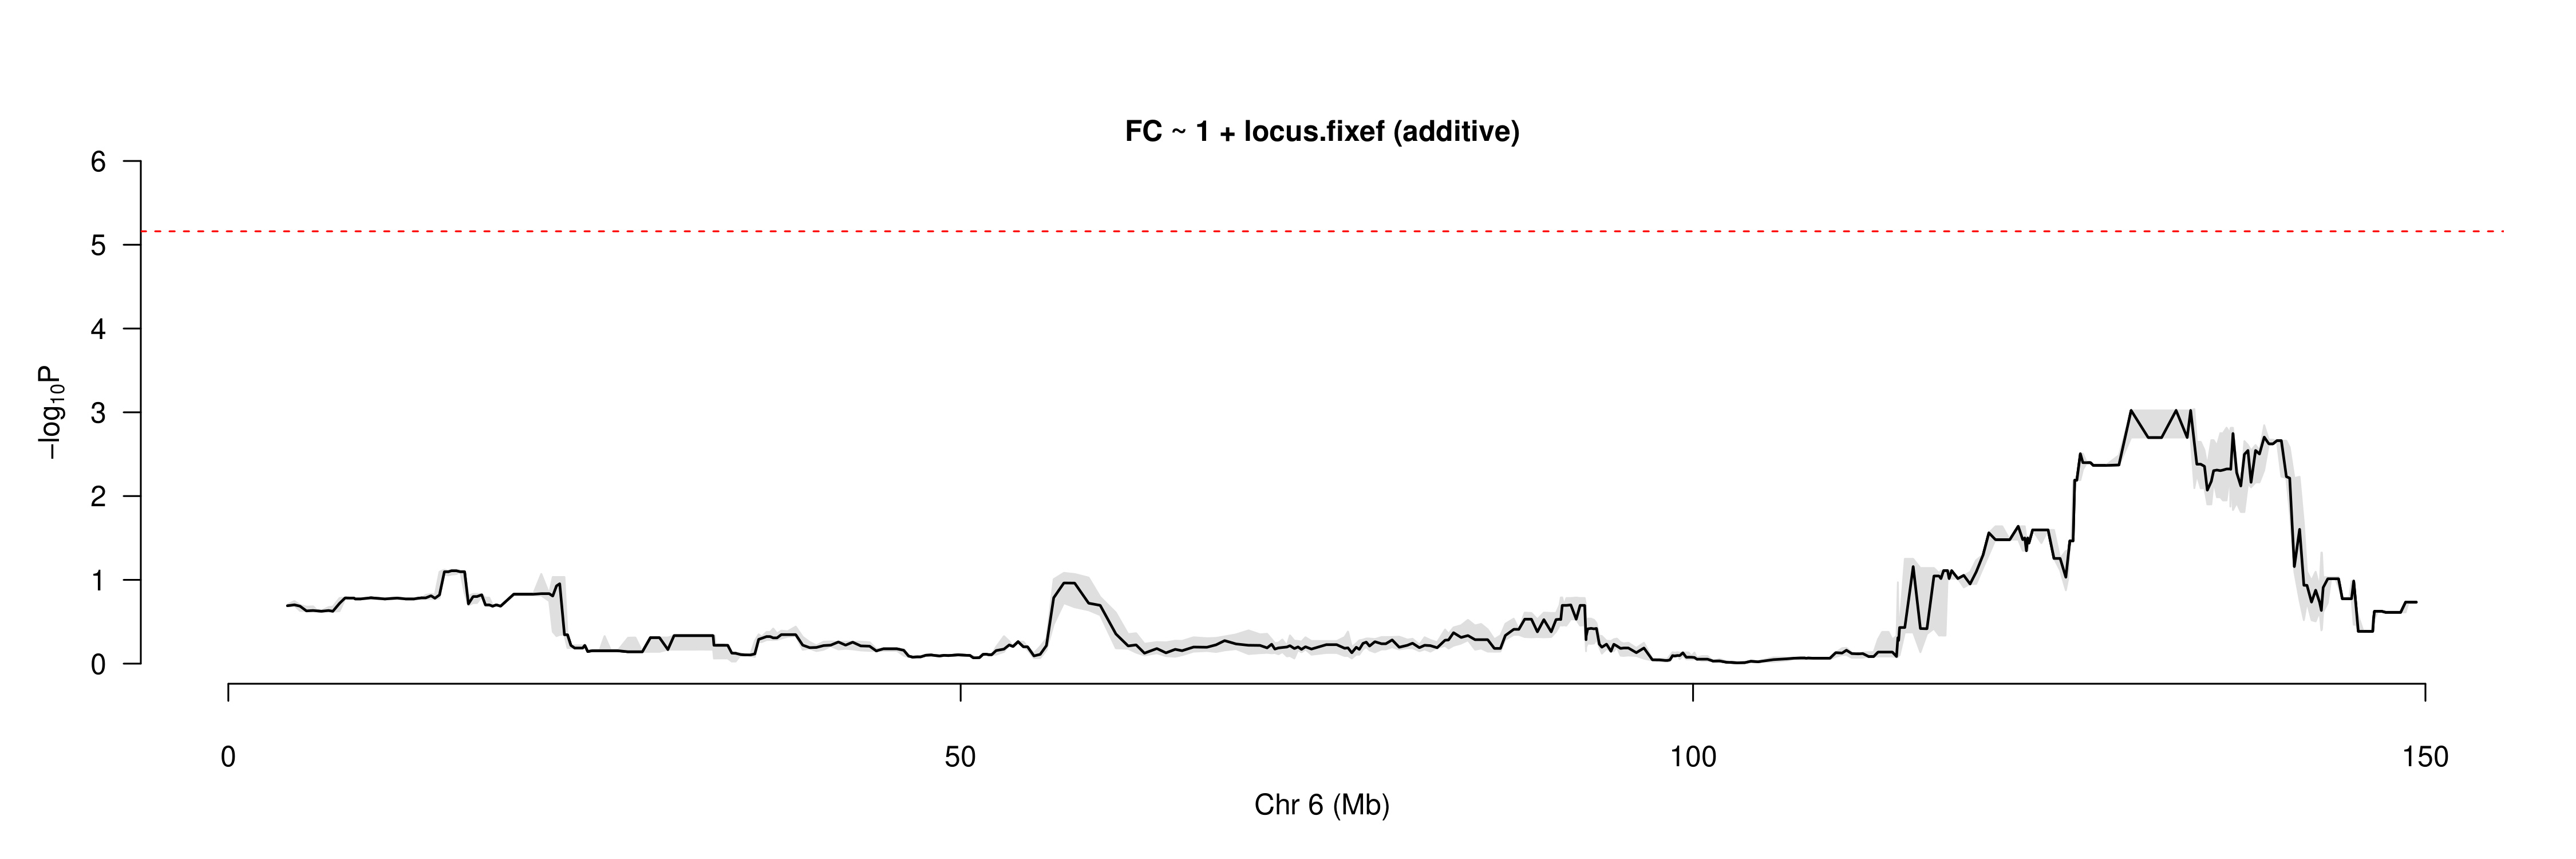 FC ~ 1 + locus.fixef (additive)
6
5
4
3
2
1
0
−log₁₀P
0 50 100 150
Chr 6 (Mb)